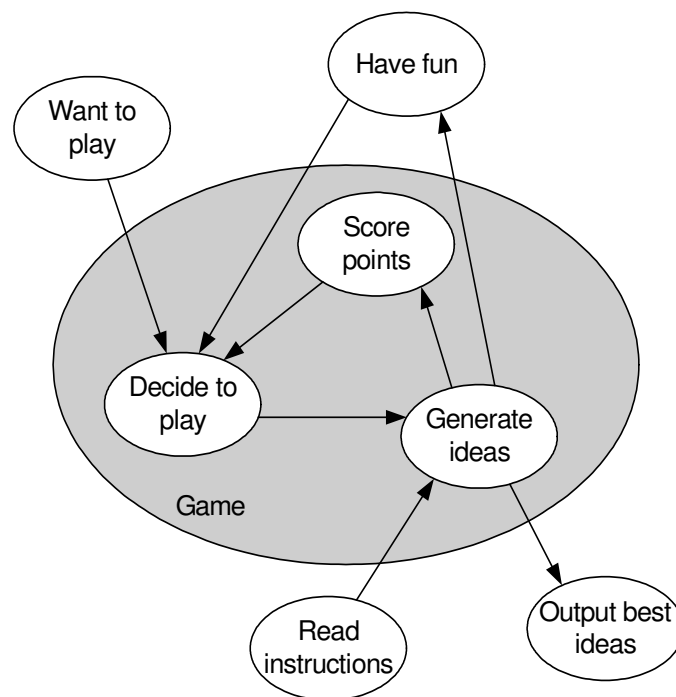 Have fun
Want to
play
Score
points
Decide to
play
Generate
ideas
Game
Read
instructions
Output best
ideas